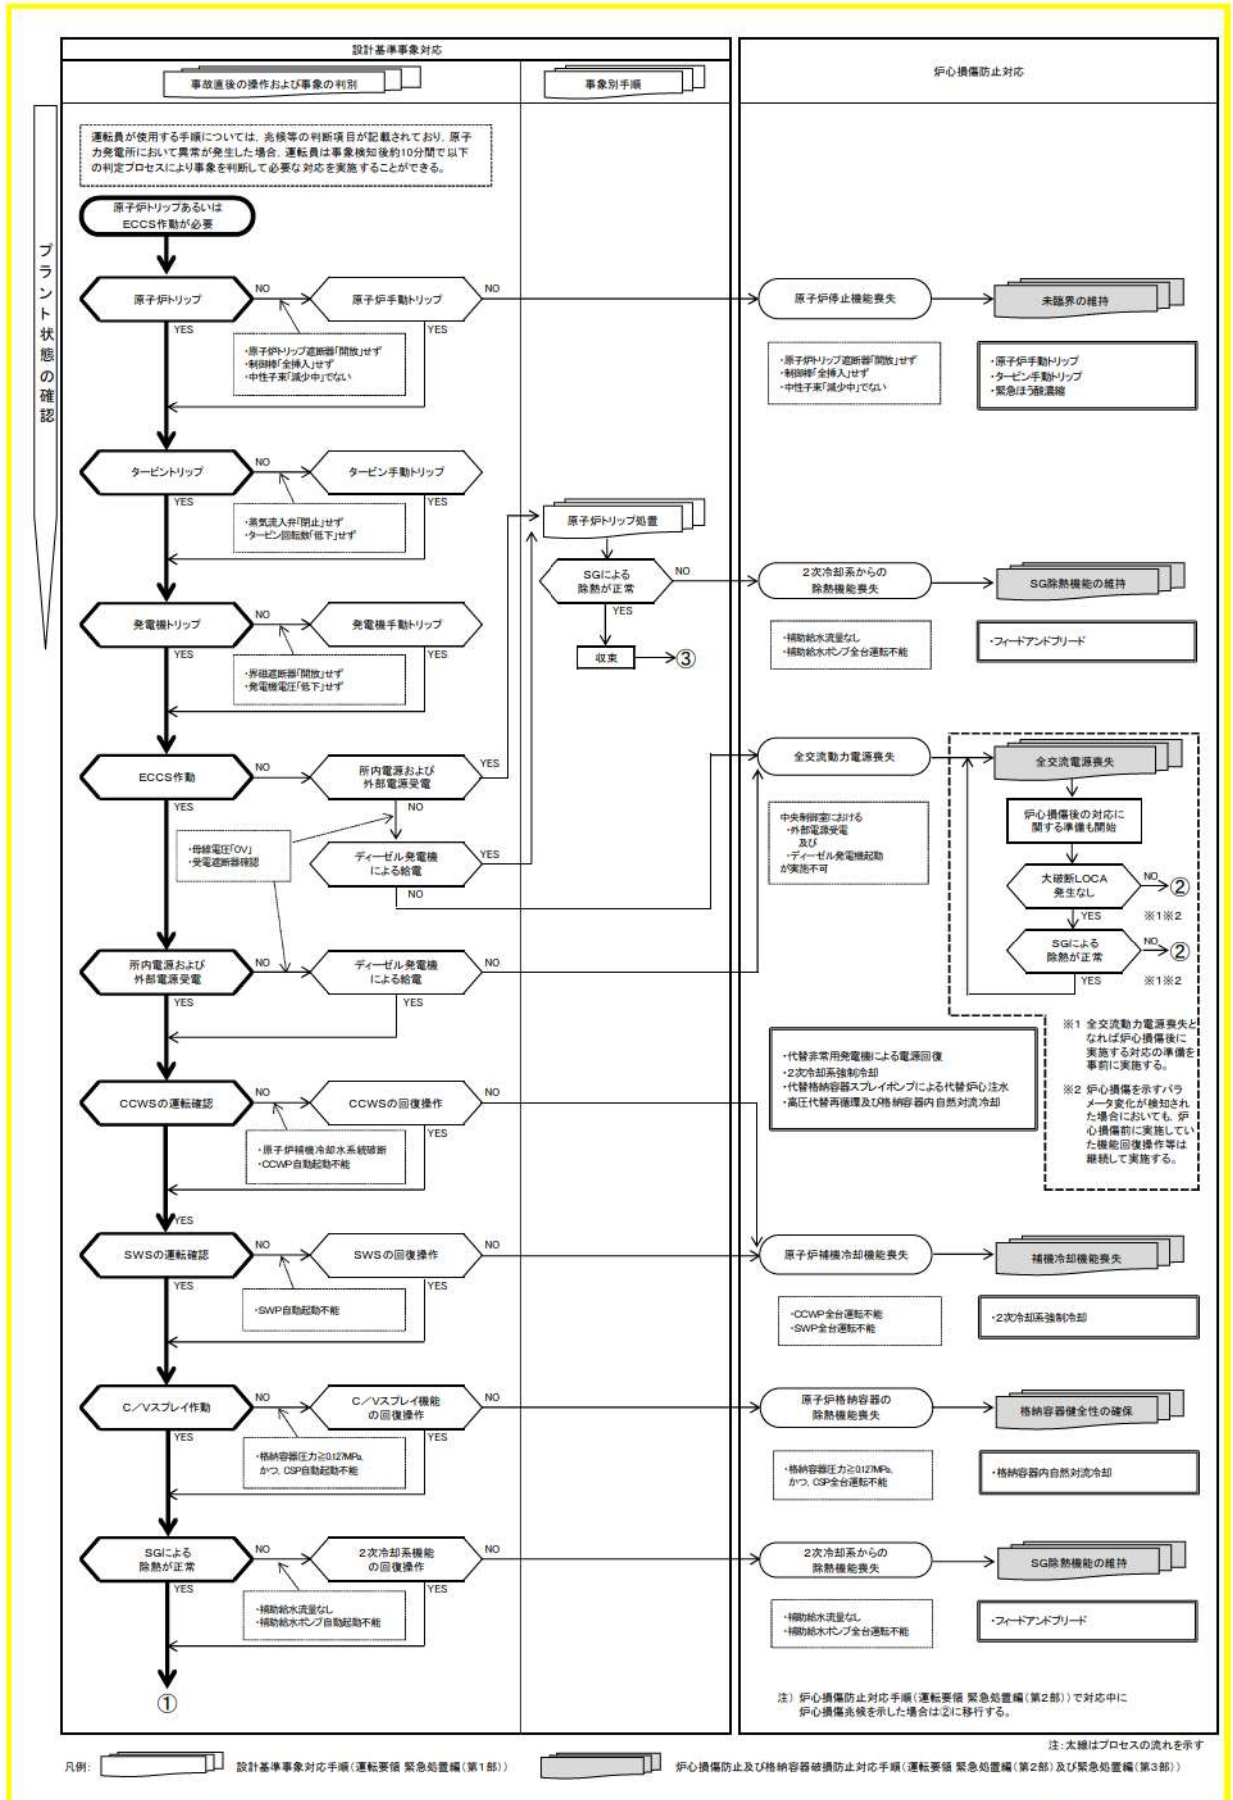 設計基準事象対応
炉心損傷防止対応
事故直後の操作および事象の判別
事象別手順
プラント状態の確認
運転員が使用する手順については、兆候等の判断項目が記載されており、原子
力発電所において異常が発生した場合、運転員は事象検知後約10分間で以下
の判定プロセスにより事象を判断して必要な対応を実施することができる。
原子炉トリップあるいは
ECCS作動が必要
原子炉トリップ
NO
YES
原子炉手動トリップ
NO
YES
・原子炉トリップ遮断器「開放」せず
・制御棒「全挿入」せず
・中性子束「減少中」でない
原子炉停止機能喪失
未臨界の維持
・原子炉トリップ遮断器「開放」せず
・制御棒「全挿入」せず
・中性子束「減少中」でない
・原子炉手動トリップ
・タービン手動トリップ
・緊急ほう酸濃縮
タービントリップ
NO
YES
タービン手動トリップ
YES
・蒸気流入弁「閉止」せず
・タービン回転数「低下」せず
原子炉トリップ処置
SGによる
除熱が正常
NO
YES
収束
③
2次冷却系からの
除熱機能喪失
SG除熱機能の維持
・補助給水流量なし
・補助給水ポンプ全台運転不能
・フィードアンドブリード
発電機トリップ
NO
YES
発電機手動トリップ
YES
・界磁遮断器「開放」せず
・発電機電圧「低下」せず
ECCS作動
NO
YES
所内電源および
外部電源受電
YES
NO
・母線電圧「0V」
・受電遮断器確認
ディーゼル発電機
による給電
YES
NO
全交流動力電源喪失
全交流電源喪失
中央制御室における
・外部電源受電
及び
・ディーゼル発電機起動
が実施不可
炉心損傷後の対応に
関する準備も開始
大破断LOCA
発生なし
NO
②
YES
※1※2
SGによる
除熱が正常
NO
②
YES
※1※2
所内電源および
外部電源受電
NO
YES
ディーゼル発電機
による給電
NO
YES
・代替非常用発電機による電源回復
・2次冷却系強制冷却
・代替格納容器スプレイポンプによる代替炉心注水
・高圧代替再循環及び格納容器内自然対流冷却
※1 全交流動力電源喪失と
なれば炉心損傷後に
実施する対応の準備を
事前に実施する。
※2 炉心損傷を示すパラ
メータ変化が検知され
た場合においても、炉
心損傷前に実施してい
た機能回復操作等は
継続して実施する。
CCWSの運転確認
NO
YES
CCWSの回復操作
NO
YES
・原子炉補機冷却水系統破断
・CCWP自動起動不能
SWSの運転確認
NO
YES
SWSの回復操作
NO
YES
・SWP自動起動不能
原子炉補機冷却機能喪失
補機冷却機能喪失
・CCWP全台運転不能
・SWP全台運転不能
・2次冷却系強制冷却
C／Vスプレイ作動
NO
YES
C／Vスプレイ機能
の回復操作
NO
YES
・格納容器圧力≧0.127MPa、
かつ、CSP自動起動不能
原子炉格納容器の
除熱機能喪失
格納容器健全性の確保
・格納容器圧力≧0.127MPa、
かつ、CSP全台運転不能
・格納容器内自然対流冷却
SGによる
除熱が正常
NO
YES
2次冷却系機能
の回復操作
NO
YES
・補助給水流量なし
・補助給水ポンプ自動起動不能
2次冷却系からの
除熱機能喪失
SG除熱機能の維持
・補助給水流量なし
・補助給水ポンプ全台運転不能
・フィードアンドブリード
①
注） 炉心損傷防止対応手順（運転要領 緊急処置編（第2部））で対応中に
炉心損傷兆候を示した場合は②に移行する。
注：太線はプロセスの流れを示す
凡例：
設計基準事象対応手順（運転要領 緊急処置編（第1部））
炉心損傷防止及び格納容器破損防止対応手順（運転要領 緊急処置編（第2部）及び緊急処置編（第3部））